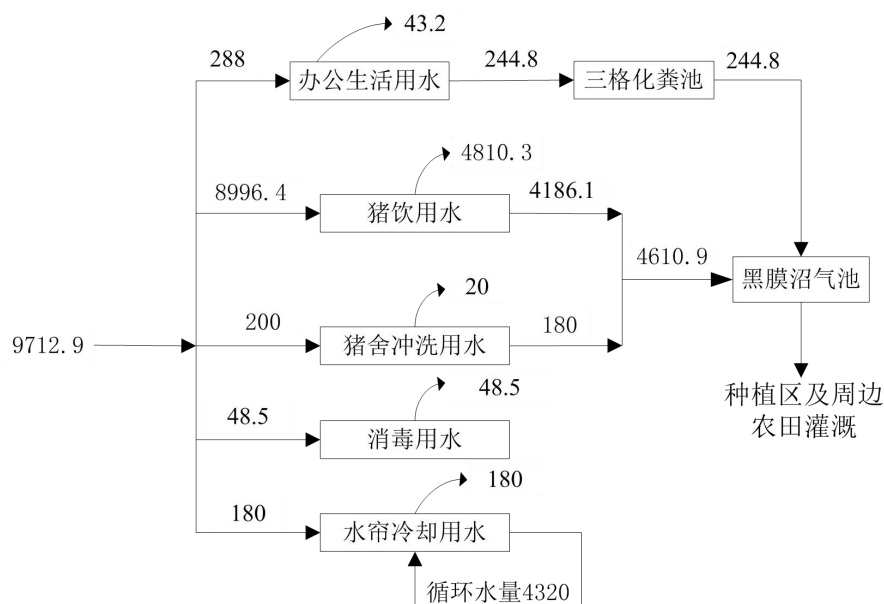 43.2
288
办公生活用水
244.8
三格化粪池
244.8
4810.3
8996.4
猪饮用水
4186.1
4610.9
黑膜沼气池
20
9712.9
200
猪舍冲洗用水
180
48.5
48.5
消毒用水
种植区及周边
农田灌溉
180
180
水帘冷却用水
循环水量4320